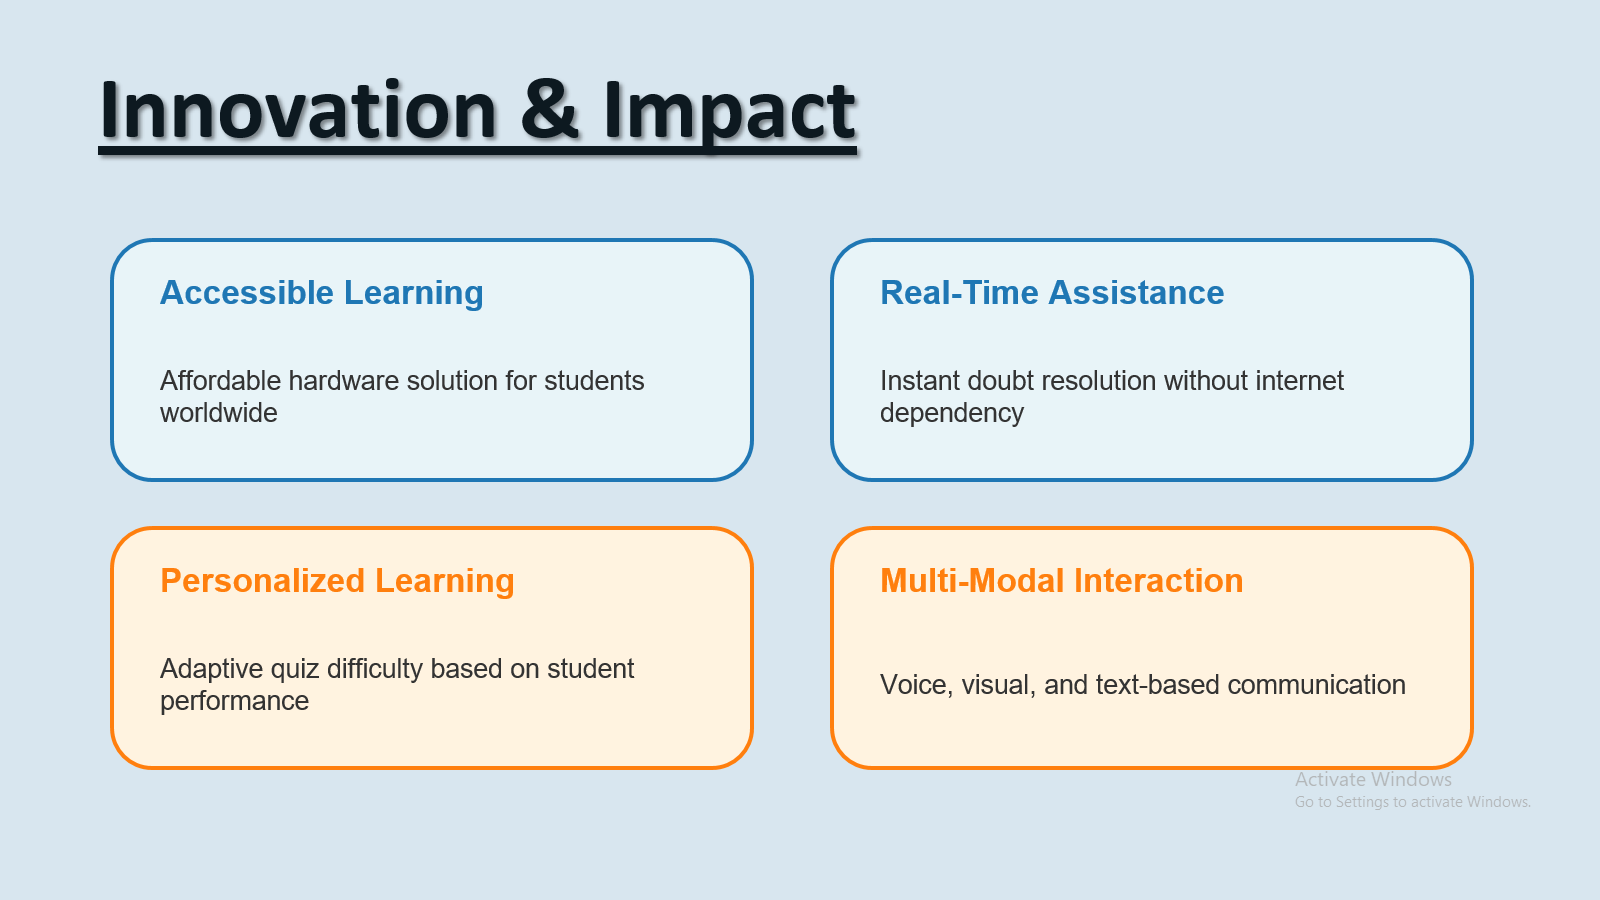 Innovation & Impact
Accessible Learning
Affordable hardware solution for students
worldwide
Real-Time Assistance
Instant doubt resolution without internet
dependency
Personalized Learning
Adaptive quiz difficulty based on student
performance
Multi-Modal Interaction
Voice, visual, and text-based communication
Activate Windows
Go to Settings to activate Windows.